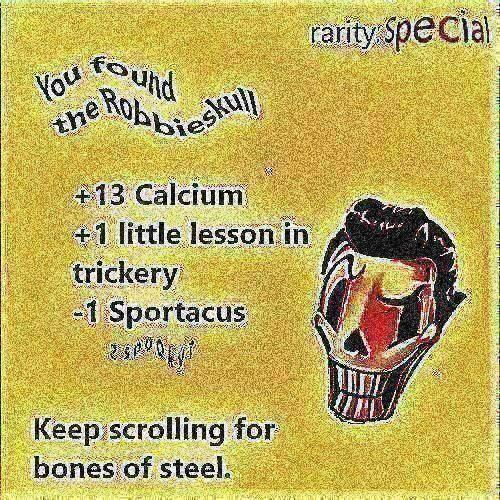 rarity:special
You found
the Robbieskull
+13 Calcium
+1 little lesson in
trickery
-1 Sportacus
2spooky?
Keep scrolling for
bones of steel.